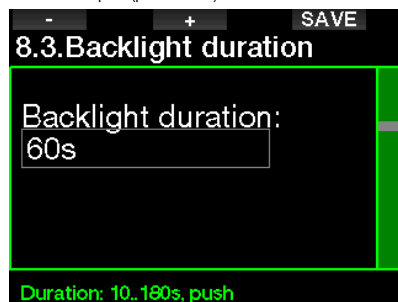 - + SAVE
8.3.Backlight duration
Backlight duration:
60s
Duration: 10..180s, push